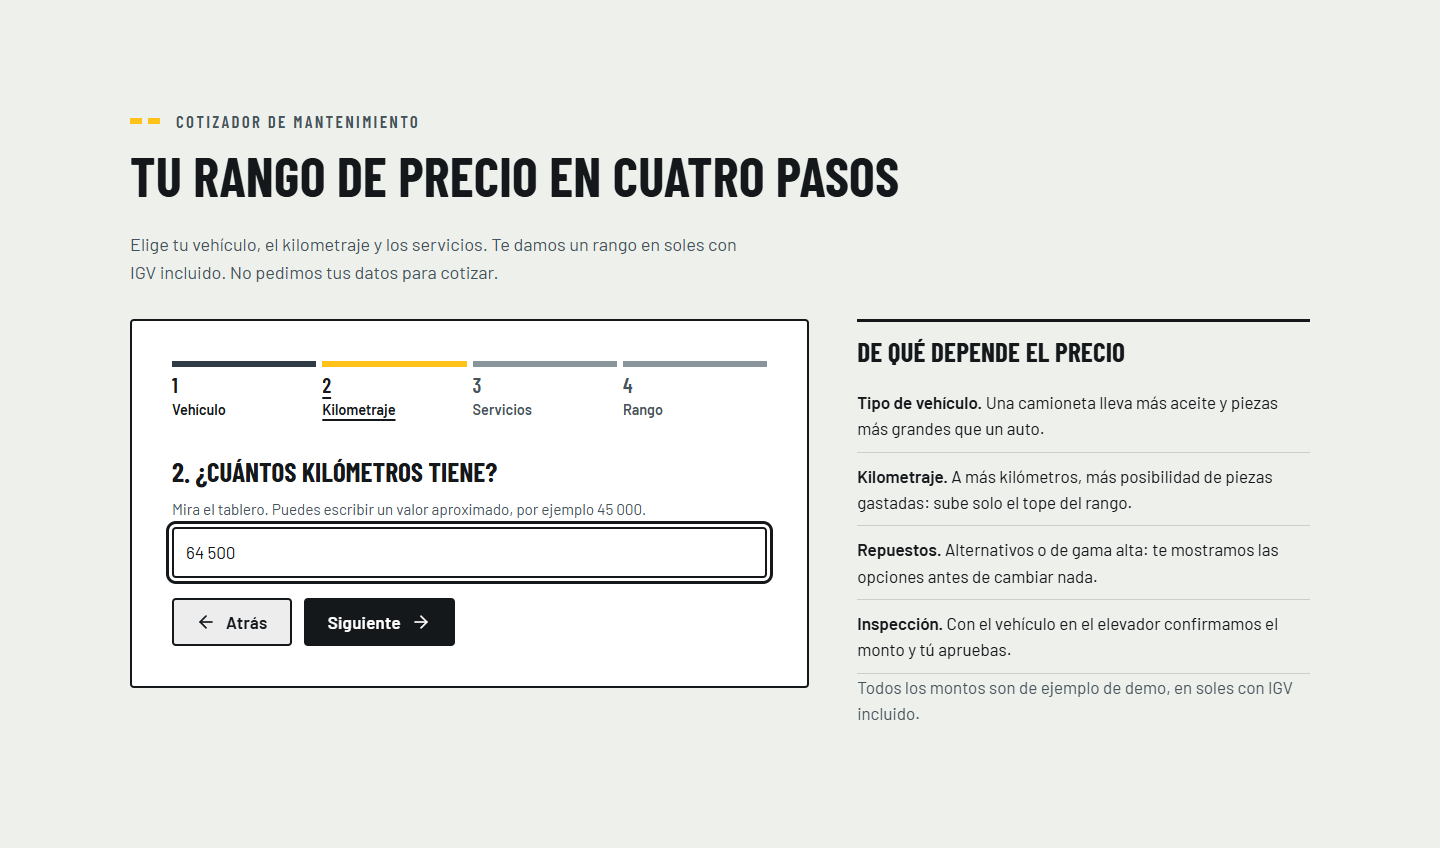 COTIZADOR DE MANTENIMIENTO
TU RANGO DE PRECIO EN CUATRO PASOS
Elige tu vehículo, el kilometraje y los servicios. Te damos un rango en soles con
IGV incluido. No pedimos tus datos para cotizar.
1
Vehículo
2
Kilometraje
3
Servicios
4
Rango
2. ¿CUÁNTOS KILÓMETROS TIENE?
Mira el tablero. Puedes escribir un valor aproximado, por ejemplo 45 000.
64 500
← Atrás
Siguiente →
DE QUÉ DEPENDE EL PRECIO
Tipo de vehículo. Una camioneta lleva más aceite y piezas
más grandes que un auto.
Kilometraje. A más kilómetros, más posibilidad de piezas
gastadas: sube solo el tope del rango.
Repuestos. Alternativos o de gama alta: te mostramos las
opciones antes de cambiar nada.
Inspección. Con el vehículo en el elevador confirmamos el
monto y tú apruebas.
Todos los montos son de ejemplo de demo, en soles con IGV
incluido.